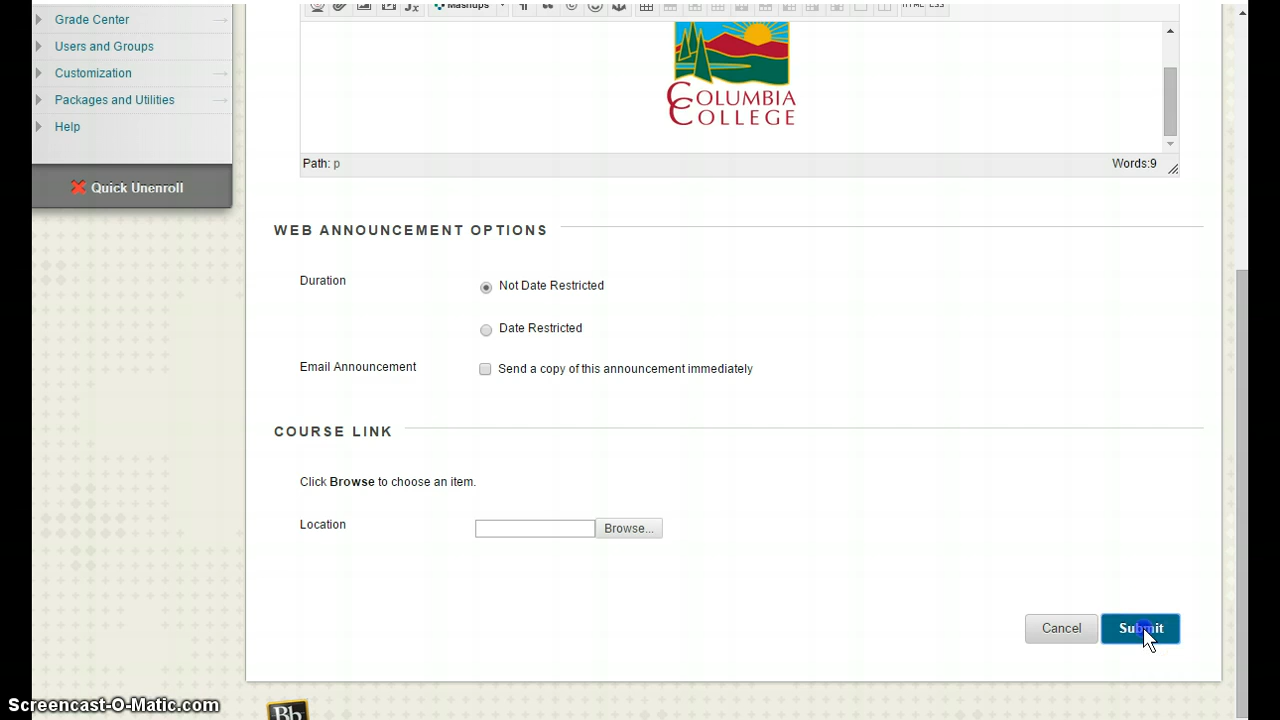 Grade Center
Users and Groups
Customization
Packages and Utilities
Help
Quick Unenroll
Mashups
HTML CSS
COLUMBIA
COLLEGE
Path: p
Words:9
WEB ANNOUNCEMENT OPTIONS
Duration
Not Date Restricted
Date Restricted
Email Announcement
Send a copy of this announcement immediately
COURSE LINK
Click Browse to choose an item.
Location
Browse...
Cancel
Submit
Screencast-O-Matic.com
Bb